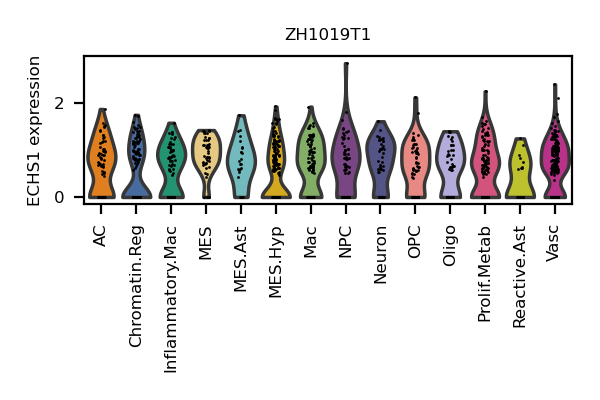 ZH1019T1
ECHS1 expression
2
0
AC
Chromatin.Reg
Inflammatory.Mac
MES
MES.Ast
MES.Hyp
Mac
NPC
Neuron
OPC
Oligo
Prolif.Metab
Reactive.Ast
Vasc